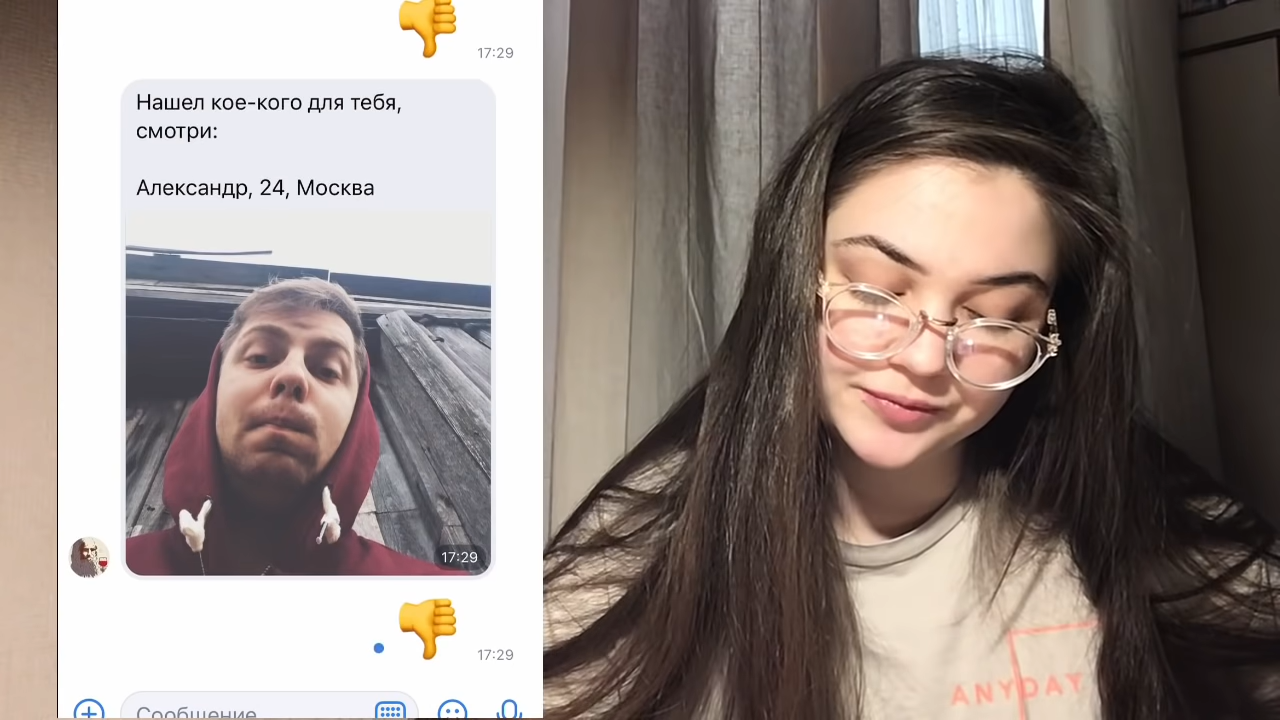 17:29
Нашел кое-кого для тебя,
смотри:
Александр, 24, Москва
17:29
17:29
Сообщение
ANYDAY